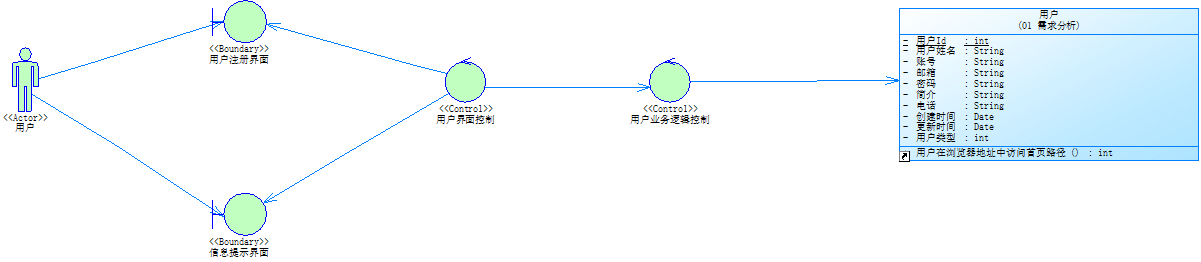 <<Boundary>>
用户注册界面
<<Actor>>
用户
<<Control>>
用户界面控制
<<Control>>
用户业务逻辑控制
<<Boundary>>
信息提示界面
用户
(01 需求分析)
- 用户Id : int
- 用户姓名 : String
- 账号 : String
- 邮箱 : String
- 密码 : String
- 简介 : String
- 电话 : String
- 创建时间 : Date
- 更新时间 : Date
- 用户类型 : int
- 用户在浏览器地址中访问首页路径 () : int